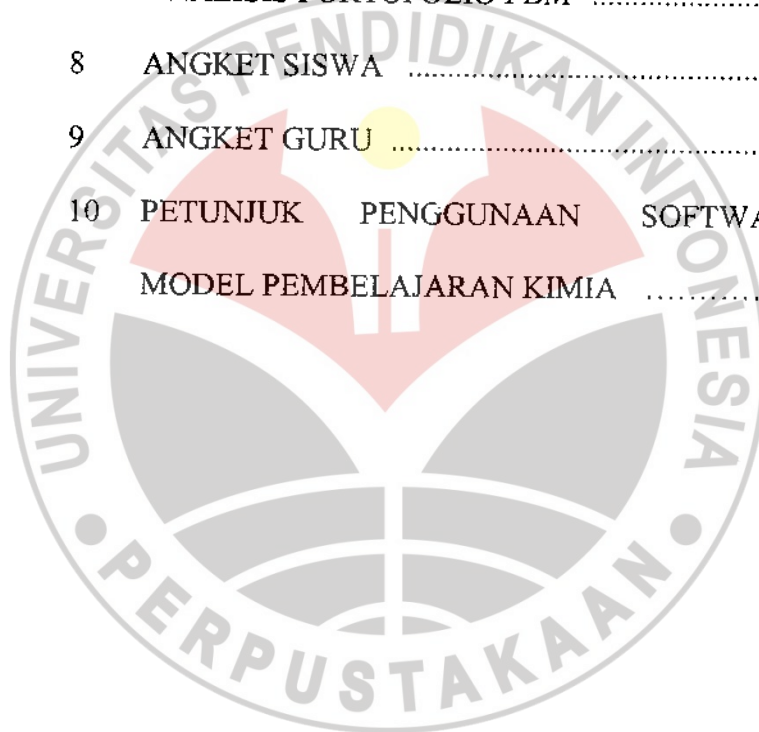 8 ANGKET SISWA ........................
9 ANGKET GURU ........................
10 PETUNJUK PENGGUNAAN
MODEL PEMBELAJARAN KIMIA ............
UNIVERSITAS PENDIDIKAN INDONESIA
PERPUSTAKAAN